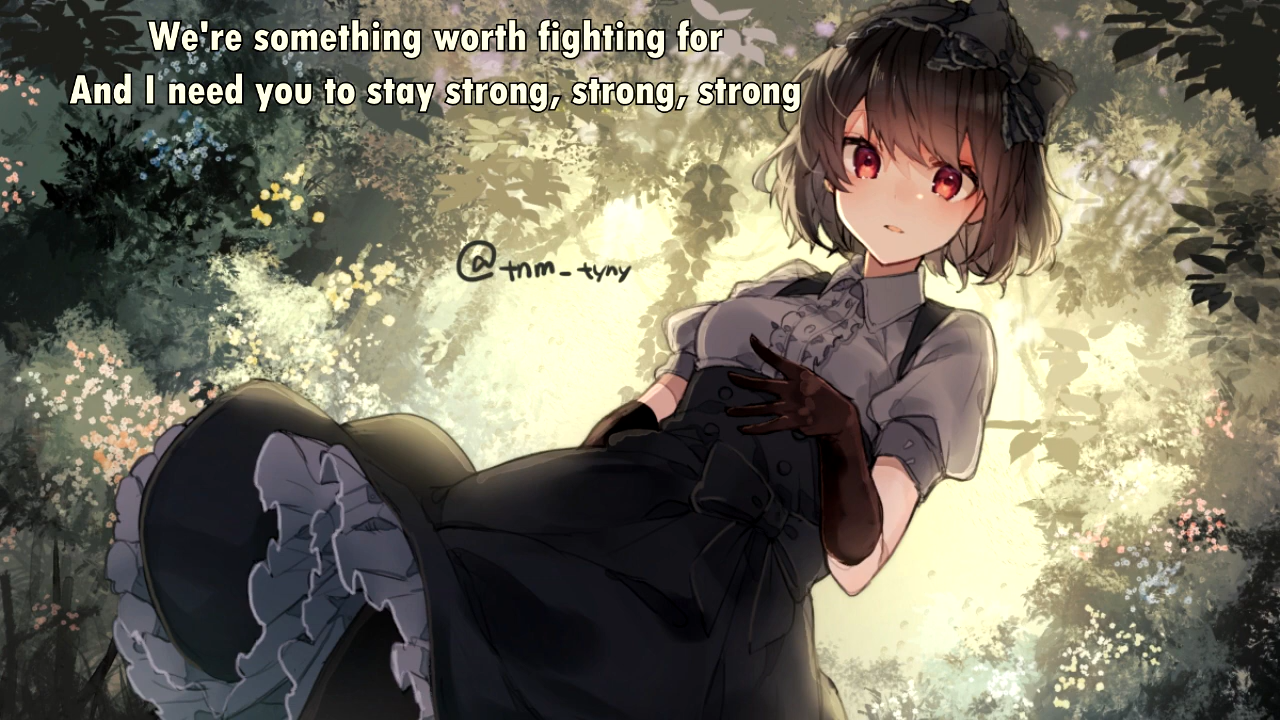 We're something worth fighting for
And I need you to stay strong, strong, strong
@tnm_tyny